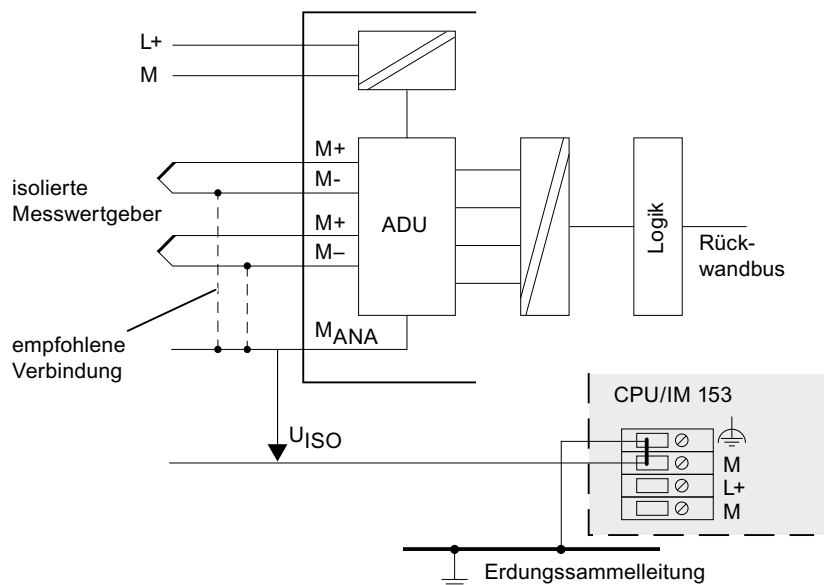 L+
M
M+
M-
isolierte
Messwertgeber
M+
M–
ADU
Logik
Rück-
wandbus
empfohlene
Verbindung
MANA
UISO
CPU/IM 153
M
L+
M
Erdungssammelleitung